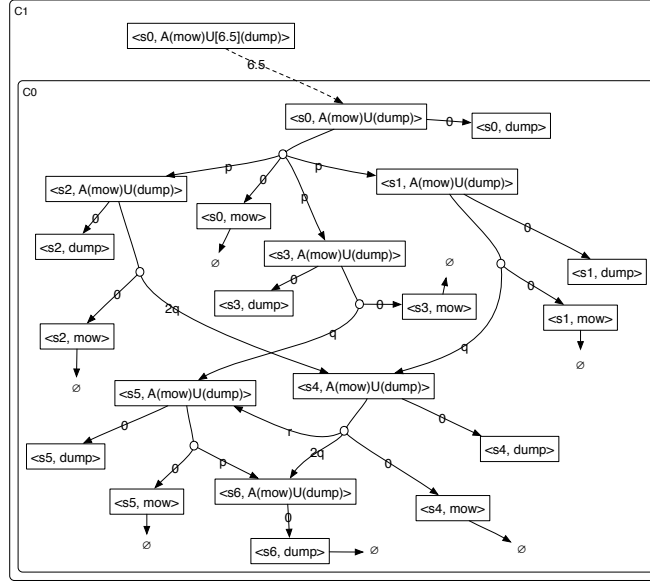 C1
<s0, A(mow)U[6.5](dump)>
6.5
C0
<s0, A(mow)U(dump)>
0
<s0, dump>
p
0
p
p
<s2, A(mow)U(dump)>
<s1, A(mow)U(dump)>
0
<s0, mow>
0
<s2, dump>
∅
<s3, A(mow)U(dump)>
∅
<s1, dump>
0
0
<s3, dump>
0
<s3, mow>
0
<s1, mow>
<s2, mow>
2q
q
q
∅
∅
<s5, A(mow)U(dump)>
<s4, A(mow)U(dump)>
0
r
0
<s5, dump>
2q
<s4, dump>
0
p
0
<s5, mow>
<s6, A(mow)U(dump)>
<s4, mow>
0
∅
<s6, dump>
∅
∅